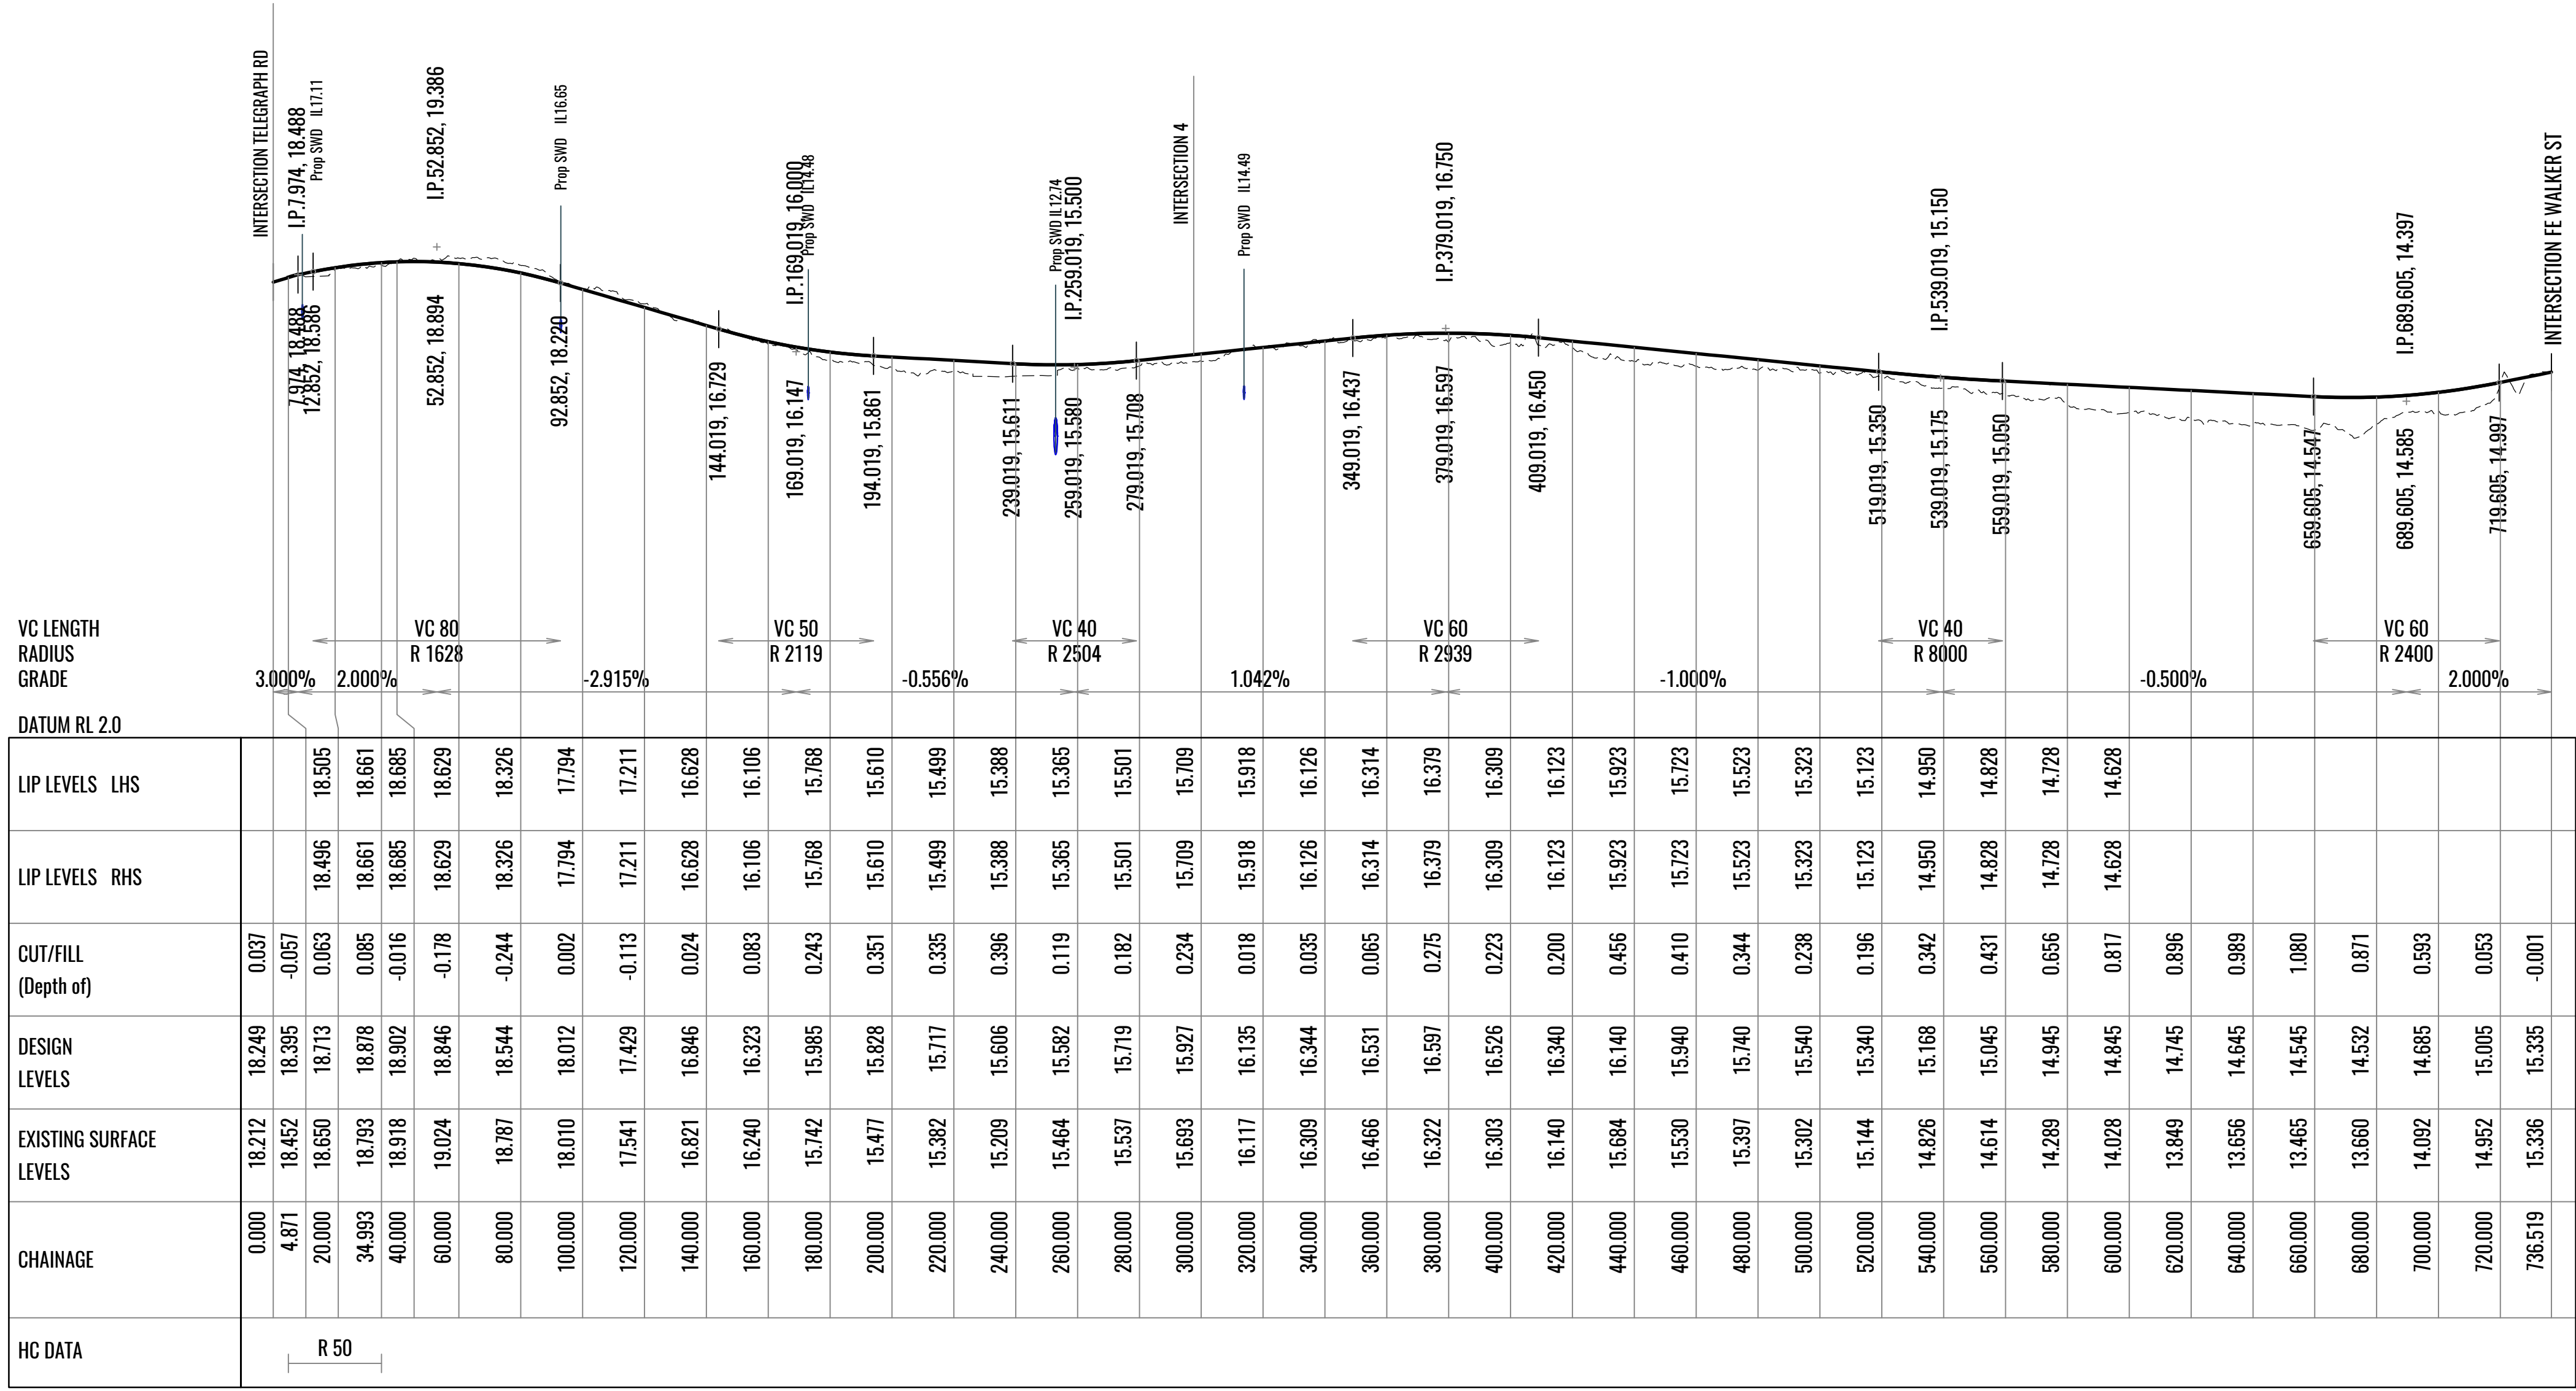 INTERSECTION TELEGRAPH RD
I.P.7.974, 18.488
Prop SWD IL17.11
I.P.52.852, 19.386
Prop SWD IL16.65
I.P.169.019, 16.000
Prop SWD IL14.48
Prop SWD IL12.74
I.P.259.019, 15.500
INTERSECTION 4
Prop SWD IL14.49
I.P.379.019, 16.750
I.P.539.019, 15.150
I.P.689.605, 14.397
INTERSECTION FE WALKER ST
7.974, 18.488
12.852, 18.586
52.852, 18.894
92.852, 18.220
144.019, 16.729
169.019, 16.147
194.019, 15.861
239.019, 15.611
259.019, 15.580
279.019, 15.708
349.019, 16.437
379.019, 16.597
409.019, 16.450
519.019, 15.350
539.019, 15.175
559.019, 15.050
659.605, 14.547
689.605, 14.585
719.605, 14.997
VC LENGTH VC 80 VC 50 VC 40 VC 60 VC 40 VC 60
RADIUS R 1628 R 2119 R 2504 R 2939 R 8000 R 2400
GRADE 3.000% 2.000% -2.915% -0.556% 1.042% -1.000% -0.500% 2.000%
DATUM RL 2.0
LIP LEVELS LHS 18.505 18.661 18.685 18.629 18.326 17.794 17.211 16.628 16.106 15.768 15.610 15.499 15.388 15.365 15.501 15.709 15.918 16.126 16.314 16.379 16.309 16.123 15.923 15.723 15.523 15.323 15.123 14.950 14.828 14.728 14.628
LIP LEVELS RHS 18.496 18.661 18.685 18.629 18.326 17.794 17.211 16.628 16.106 15.768 15.610 15.499 15.388 15.365 15.501 15.709 15.918 16.126 16.314 16.379 16.309 16.123 15.923 15.723 15.523 15.323 15.123 14.950 14.828 14.728 14.628
CUT/FILL
(Depth of) 0.037 -0.057 0.063 0.085 -0.016 -0.178 -0.244 0.002 -0.113 0.024 0.083 0.243 0.351 0.335 0.396 0.119 0.182 0.234 0.018 0.035 0.065 0.275 0.223 0.200 0.456 0.410 0.344 0.238 0.196 0.342 0.431 0.656 0.817 0.896 0.989 1.080 0.871 0.593 0.053 -0.001
DESIGN
LEVELS 18.249 18.395 18.713 18.878 18.902 18.846 18.544 18.012 17.429 16.846 16.323 15.985 15.828 15.717 15.606 15.582 15.719 15.927 16.135 16.344 16.531 16.597 16.526 16.340 16.140 15.940 15.740 15.540 15.340 15.168 15.045 14.945 14.845 14.745 14.645 14.545 14.532 14.685 15.005 15.335
EXISTING SURFACE
LEVELS 18.212 18.452 18.650 18.793 18.918 19.024 18.787 18.010 17.541 16.821 16.240 15.742 15.477 15.382 15.209 15.464 15.537 15.693 16.117 16.309 16.466 16.322 16.303 16.140 15.684 15.530 15.397 15.302 15.144 14.826 14.614 14.289 14.028 13.849 13.656 13.465 13.660 14.092 14.952 15.336
CHAINAGE 0.000 4.871 20.000 34.993 40.000 60.000 80.000 100.000 120.000 140.000 160.000 180.000 200.000 220.000 240.000 260.000 280.000 300.000 320.000 340.000 360.000 380.000 400.000 420.000 440.000 460.000 480.000 500.000 520.000 540.000 560.000 580.000 600.000 620.000 640.000 660.000 680.000 700.000 720.000 736.519
HC DATA R 50